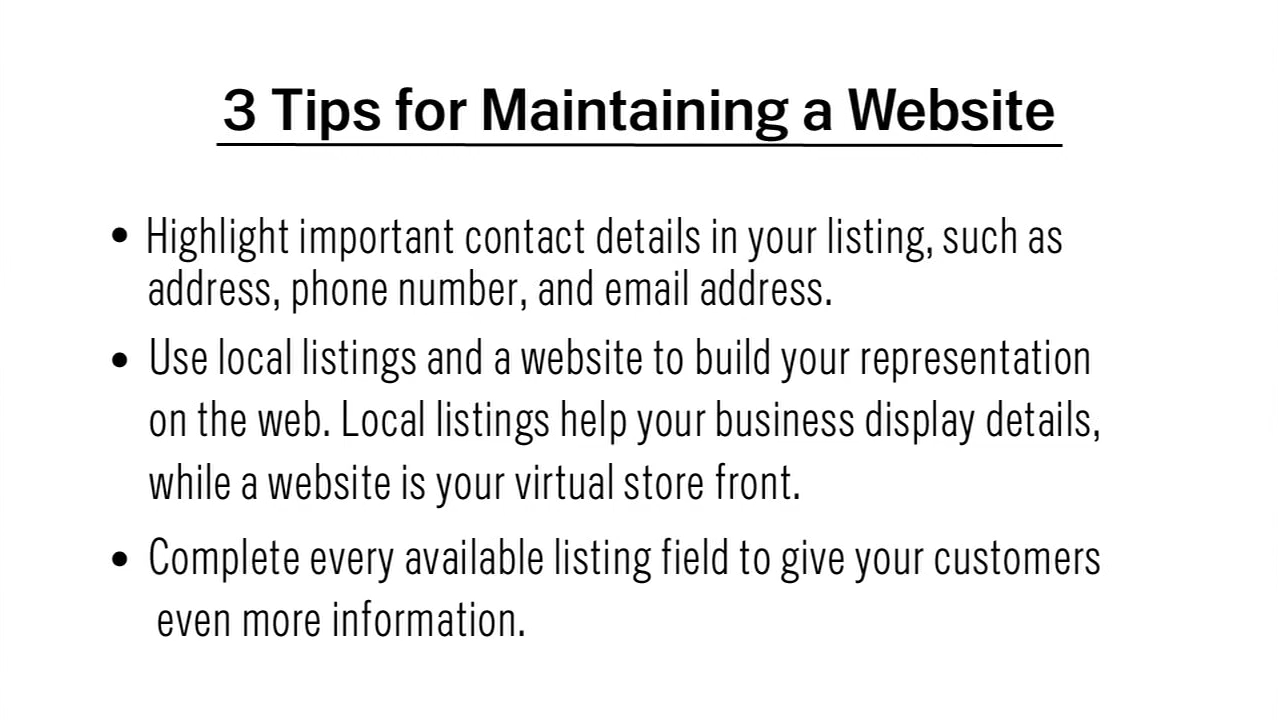 3 Tips for Maintaining a Website
• Highlight important contact details in your listing, such as
address, phone number, and email address.
• Use local listings and a website to build your representation
on the web. Local listings help your business display details,
while a website is your virtual store front.
• Complete every available listing field to give your customers
even more information.